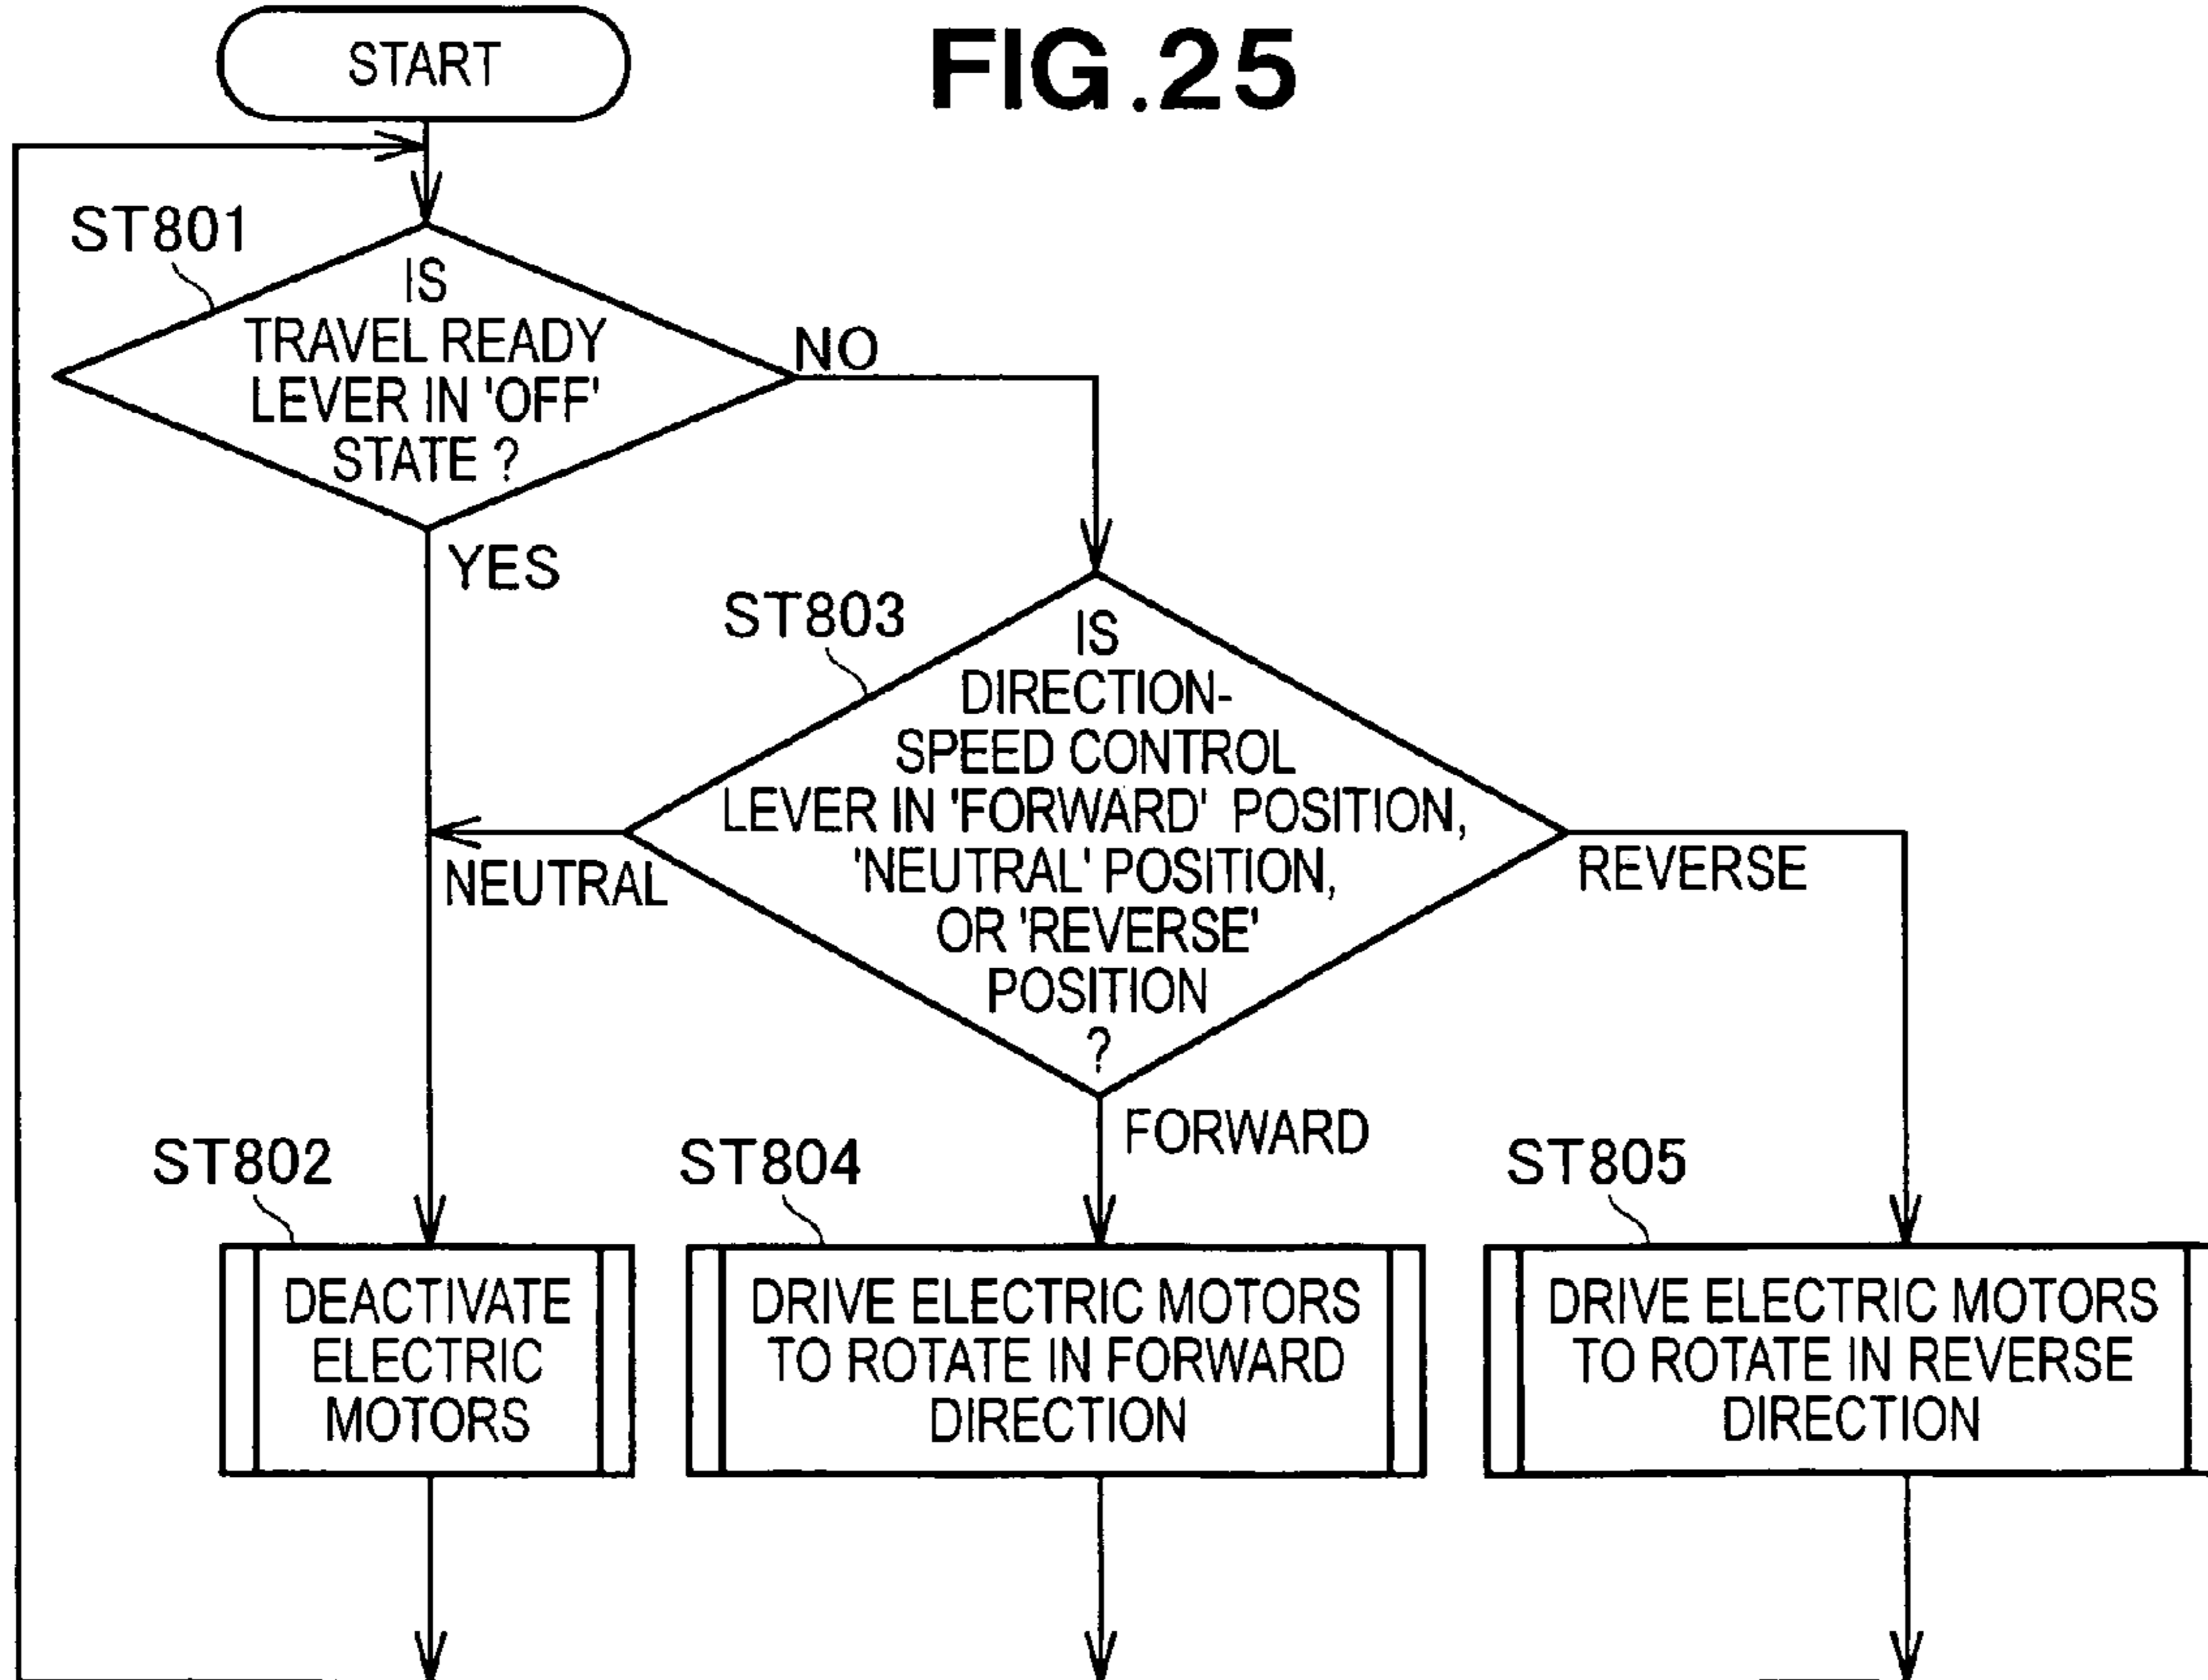 START
FIG.25
ST801
IS
TRAVEL READY
LEVER IN 'OFF'
STATE ?
NO
YES
ST803
IS
DIRECTION-
SPEED CONTROL
LEVER IN 'FORWARD' POSITION,
'NEUTRAL' POSITION,
OR 'REVERSE'
POSITION
?
NEUTRAL
REVERSE
FORWARD
ST802
DEACTIVATE
ELECTRIC
MOTORS
ST804
DRIVE ELECTRIC MOTORS
TO ROTATE IN FORWARD
DIRECTION
ST805
DRIVE ELECTRIC MOTORS
TO ROTATE IN REVERSE
DIRECTION